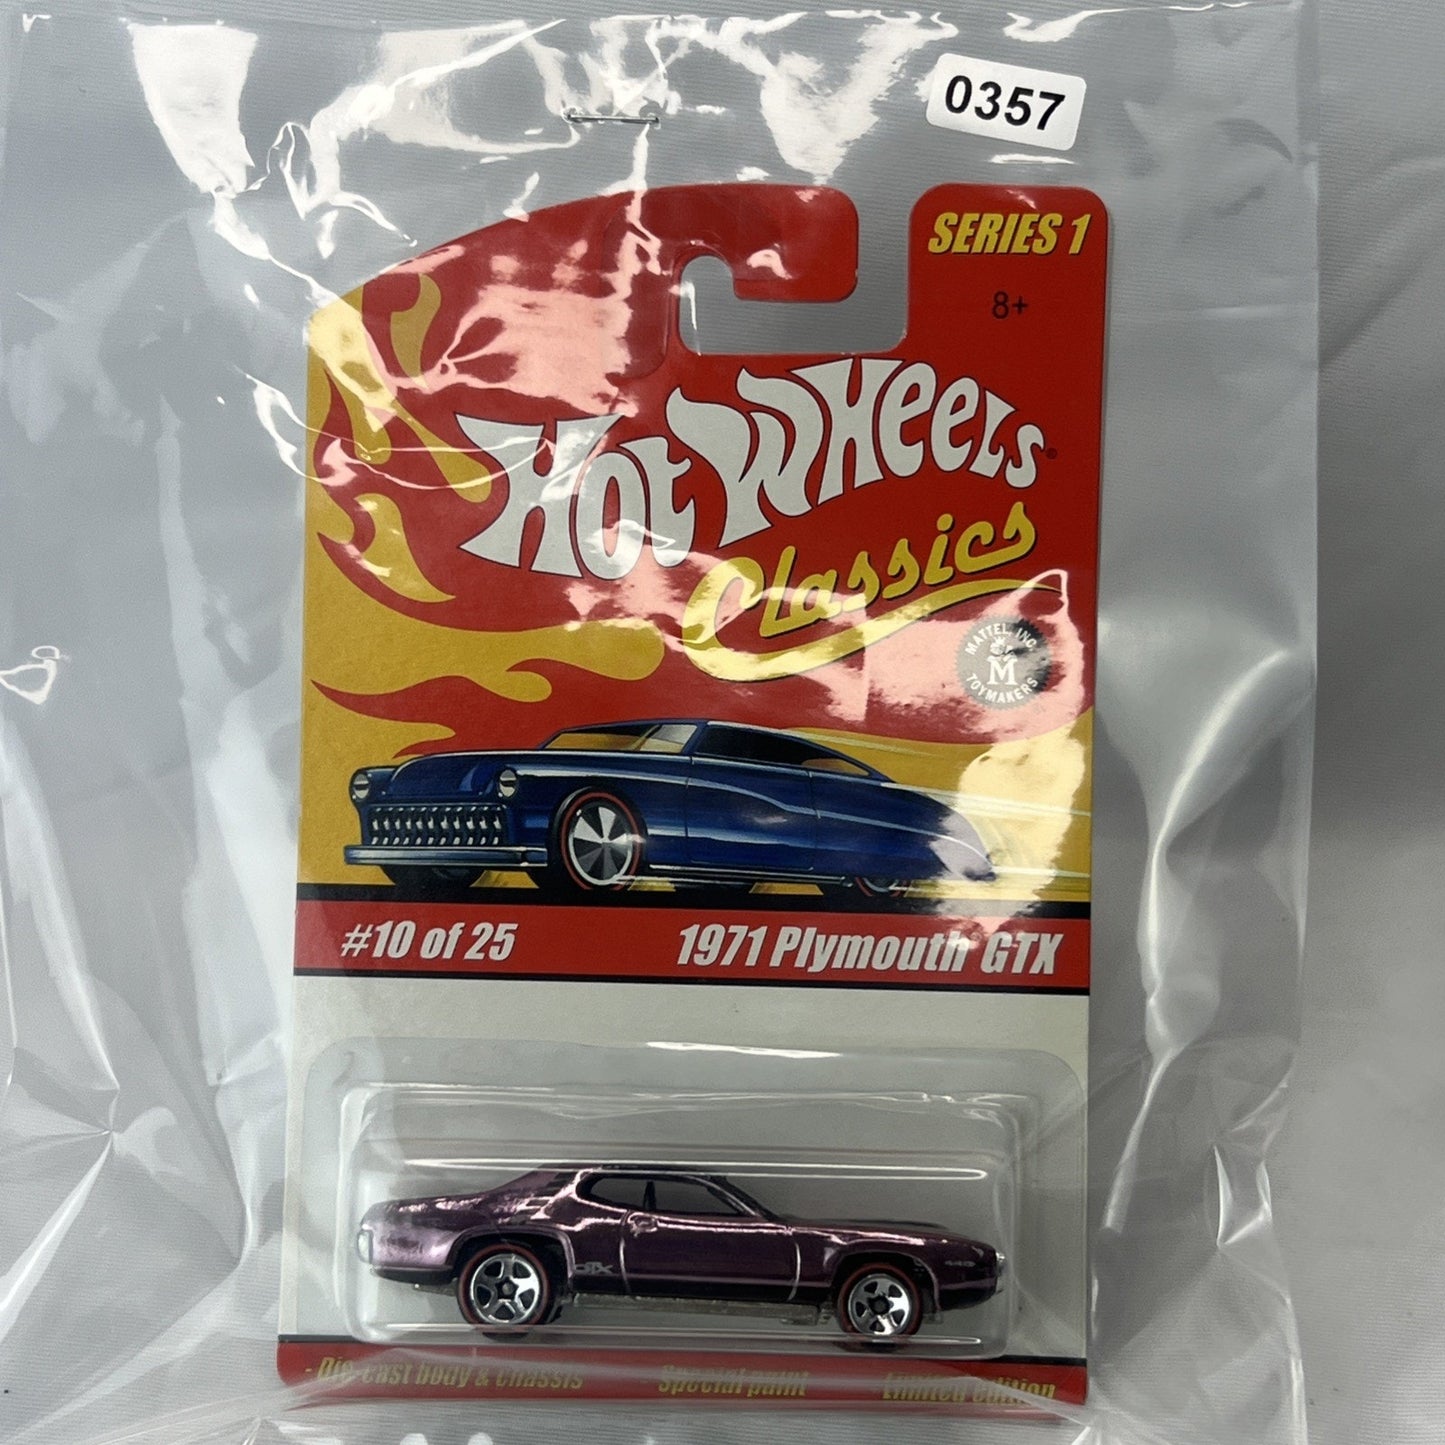 0357
SERIES 1
8+
Hot Wheels®
Classics
MATTEL, INC.
M
TOYMAKERS
#10 of 25
1971 Plymouth GTX
GTX
440
- Die-cast body & chassis
- Special paint
- Limited edition